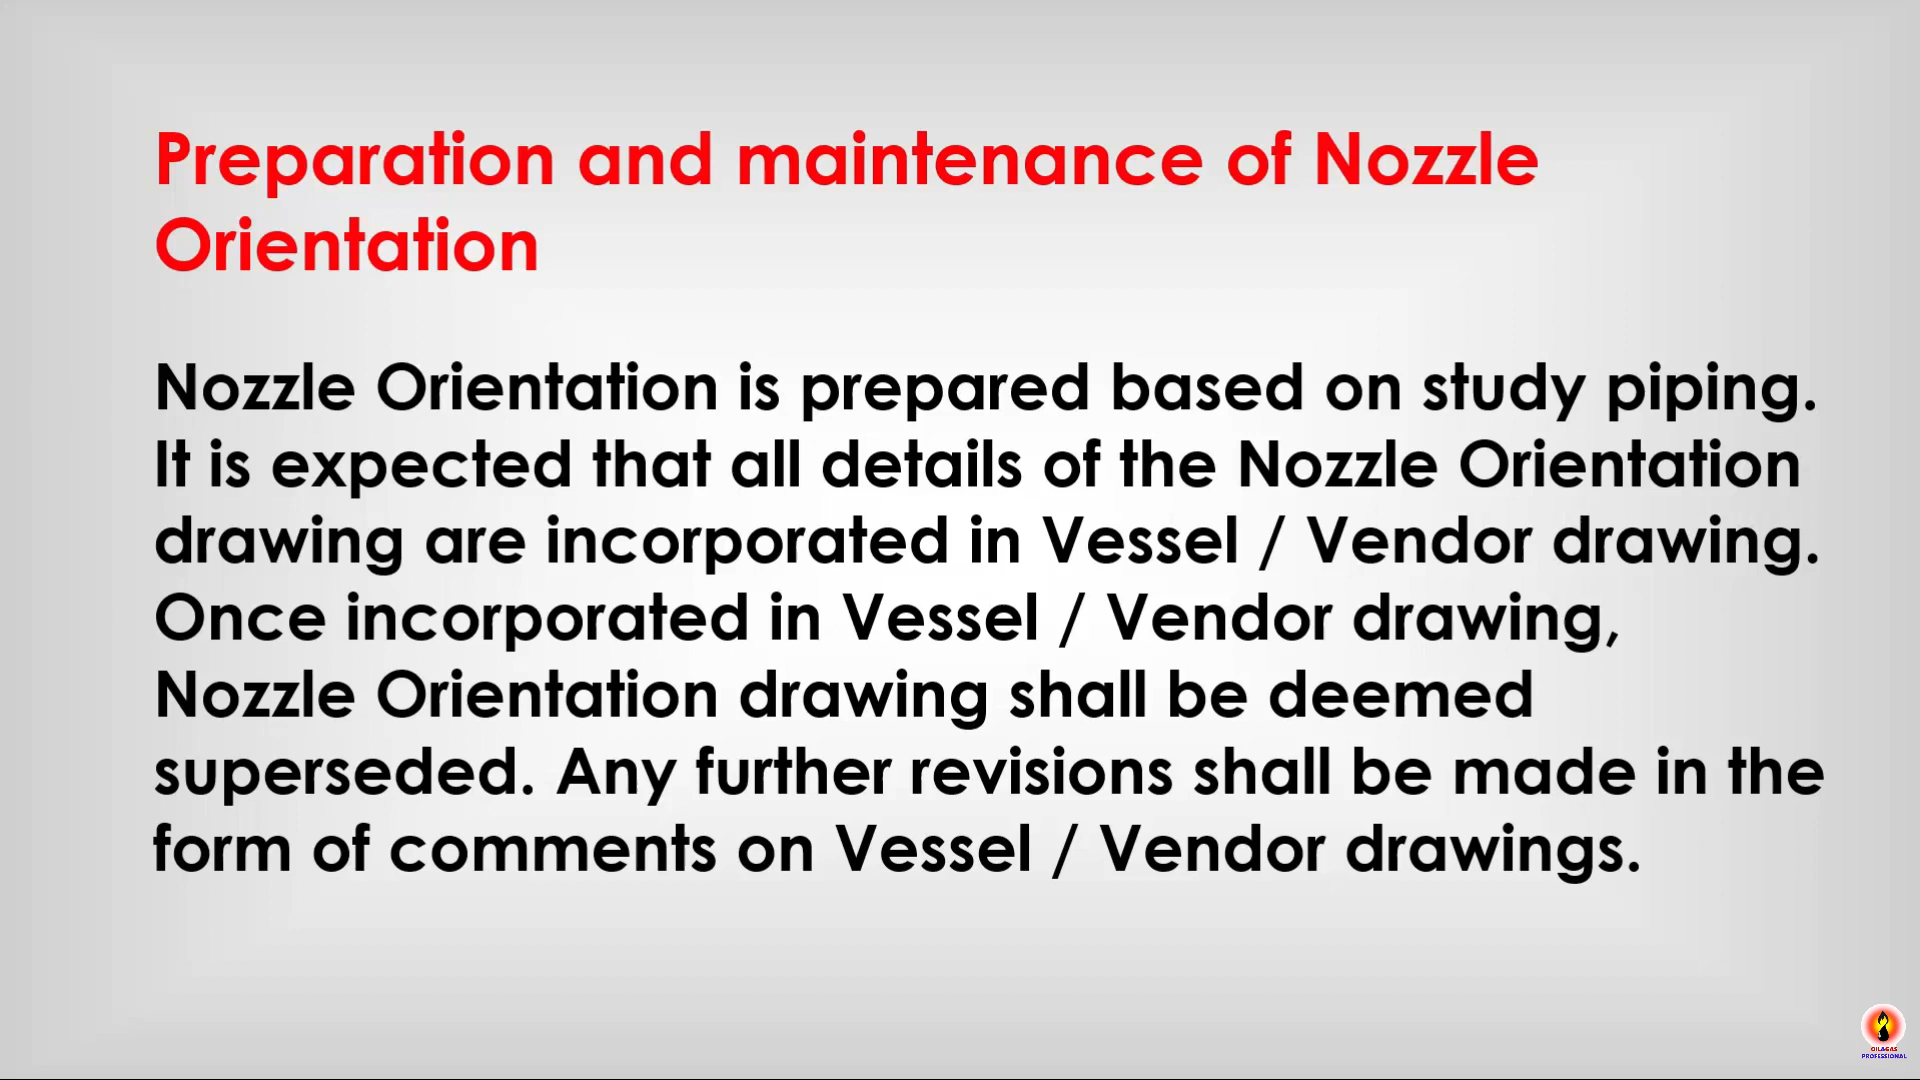 Preparation and maintenance of Nozzle
Orientation
Nozzle Orientation is prepared based on study piping.
It is expected that all details of the Nozzle Orientation
drawing are incorporated in Vessel / Vendor drawing.
Once incorporated in Vessel / Vendor drawing,
Nozzle Orientation drawing shall be deemed
superseded. Any further revisions shall be made in the
form of comments on Vessel / Vendor drawings.
OIL&GAS
PROFESSIONAL